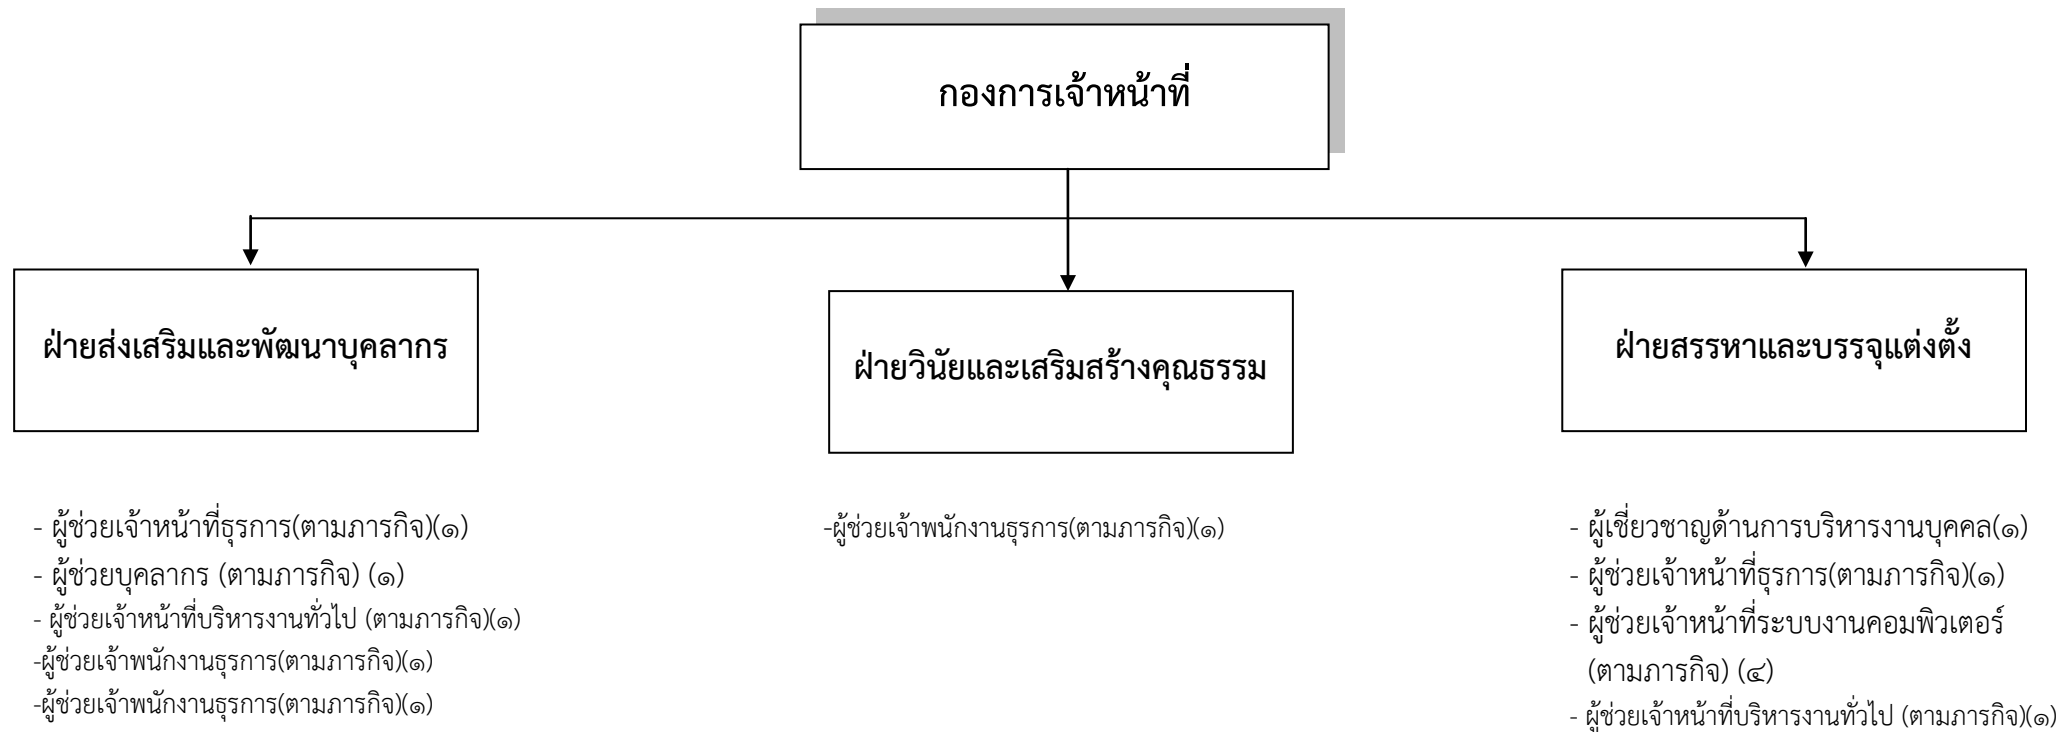 กองการเจ้าหน้าที่
ฝ่ายส่งเสริมและพัฒนาบุคลากร
ฝ่ายวินัยและเสริมสร้างคุณธรรม
ฝ่ายสรรหาและบรรจุแต่งตั้ง
- ผู้ช่วยเจ้าหน้าที่ธุรการ(ตามภารกิจ)(๑)
- ผู้ช่วยบุคลากร (ตามภารกิจ) (๑)
- ผู้ช่วยเจ้าหน้าที่บริหารงานทั่วไป (ตามภารกิจ)(๑)
-ผู้ช่วยเจ้าพนักงานธุรการ(ตามภารกิจ)(๑)
-ผู้ช่วยเจ้าพนักงานธุรการ(ตามภารกิจ)(๑)
-ผู้ช่วยเจ้าพนักงานธุรการ(ตามภารกิจ)(๑)
- ผู้เชี่ยวชาญด้านการบริหารงานบุคคล(๑)
- ผู้ช่วยเจ้าหน้าที่ธุรการ(ตามภารกิจ)(๑)
- ผู้ช่วยเจ้าหน้าที่ระบบงานคอมพิวเตอร์
(ตามภารกิจ) (๔)
- ผู้ช่วยเจ้าหน้าที่บริหารงานทั่วไป (ตามภารกิจ)(๑)